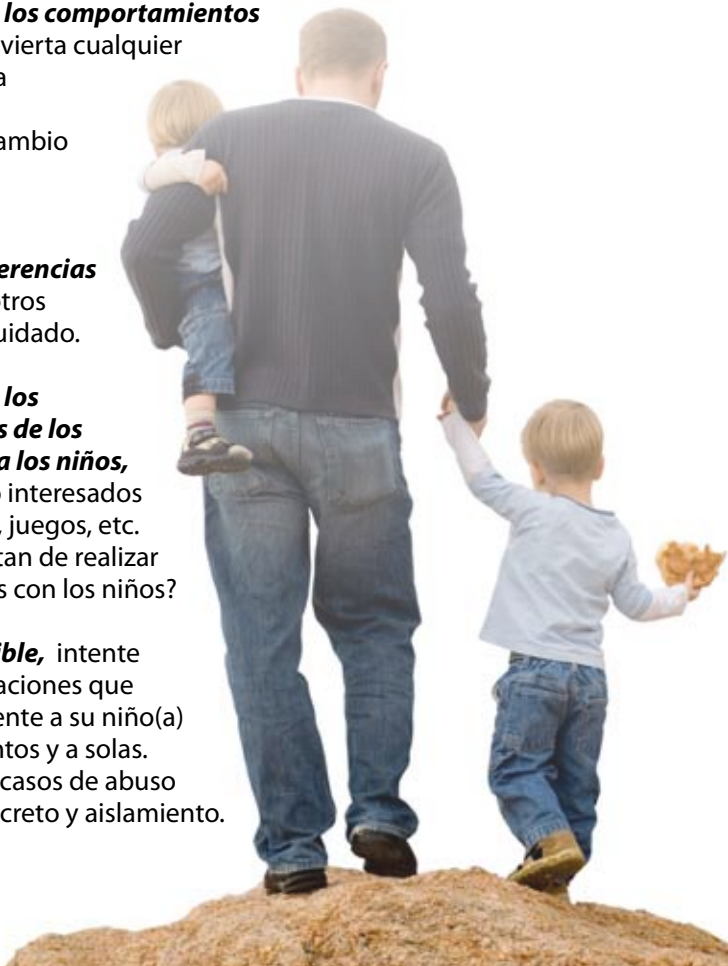 los comportamientos
vierta cualquier
a
ambio
erencias
otros
uidado.
los
s de los
a los niños,
o interesados
, juegos, etc.
tan de realizar
s con los niños?
ible, intente
aciones que
ente a su niño(a)
ntos y a solas.
casos de abuso
creto y aislamiento.